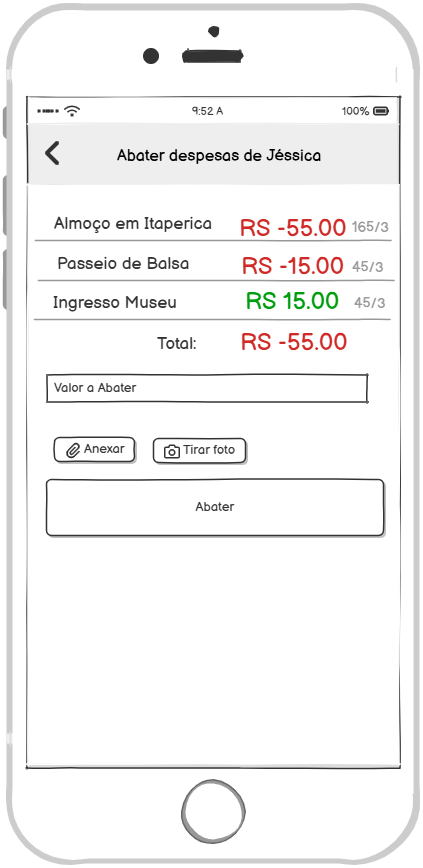 9:52 A 100%
Abater despesas de Jéssica
Almoço em Itaperica RS -55.00 165/3
Passeio de Balsa RS -15.00 45/3
Ingresso Museu RS 15.00 45/3
Total: RS -55.00
Valor a Abater
Anexar Tirar foto
Abater